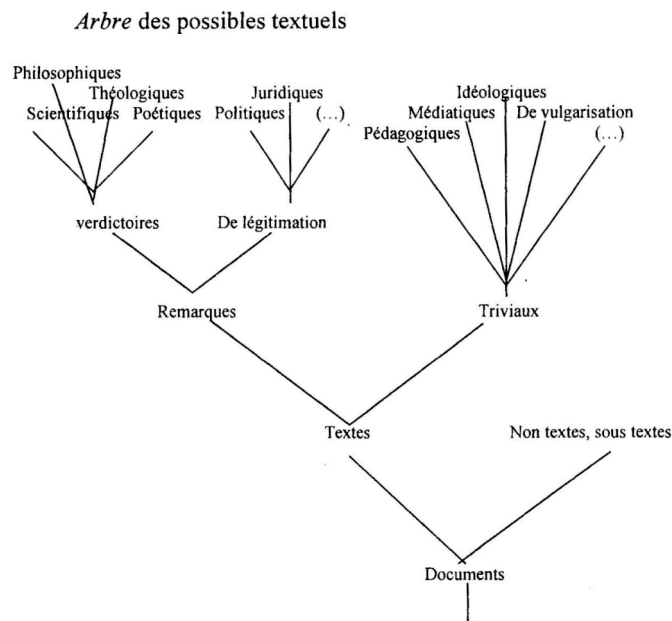 Arbre des possibles textuels
Philosophiques
Théologiques
Scientifiques
Poétiques
Juridiques
Politiques
(...)
Idéologiques
Médiatiques
De vulgarisation
Pédagogiques
(...)
verdictoires
De légitimation
Remarques
Triviaux
Textes
Non textes, sous textes
Documents